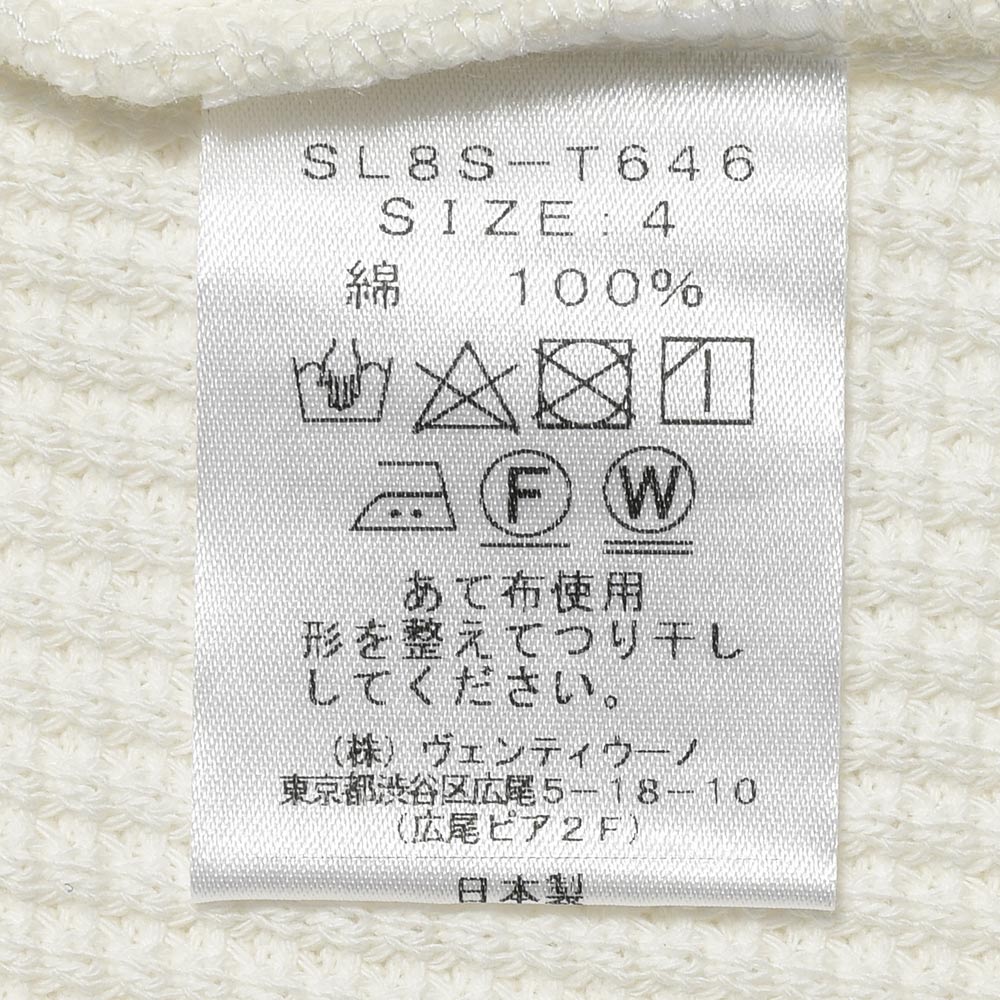 SL8S-T646
SIZE:4
綿 100%
F W
あて布使用
形を整えてつり干し
してください。
(株)ヴェンティウーノ
東京都渋谷区広尾5-18-10
(広尾ピア2F)
日本製